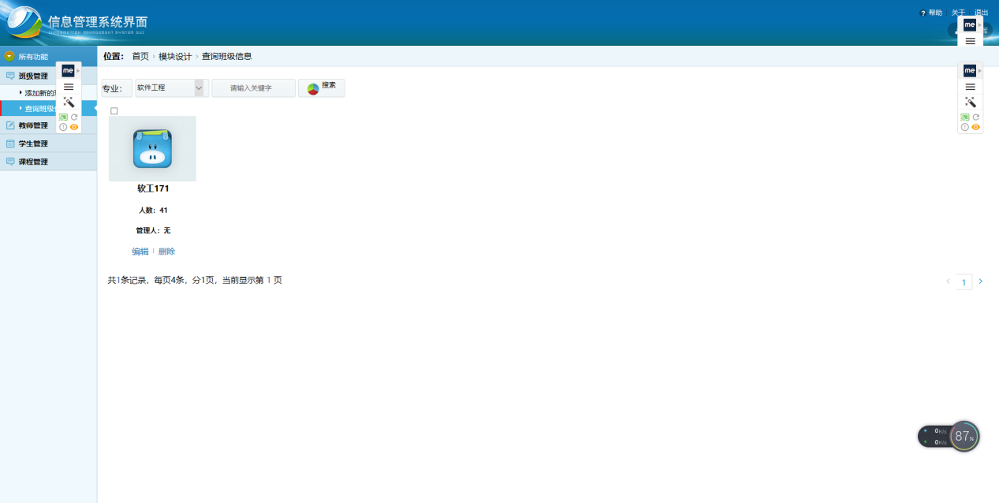 信息管理系统界面
INFORMATION MANAGEMENT SYSTEM GUI
帮助 关于 退出
所有功能
位置： 首页 › 模块设计 › 查询班级信息
me
me
me
班级管理
添加新的
查询班级
教师管理
学生管理
课程管理
专业： 软件工程 请输入关键字 搜索
软工171
人数：41
管理人：无
编辑 | 删除
共1条记录，每页4条，分1页，当前显示第 1 页
1
0K/s
0K/s
87%